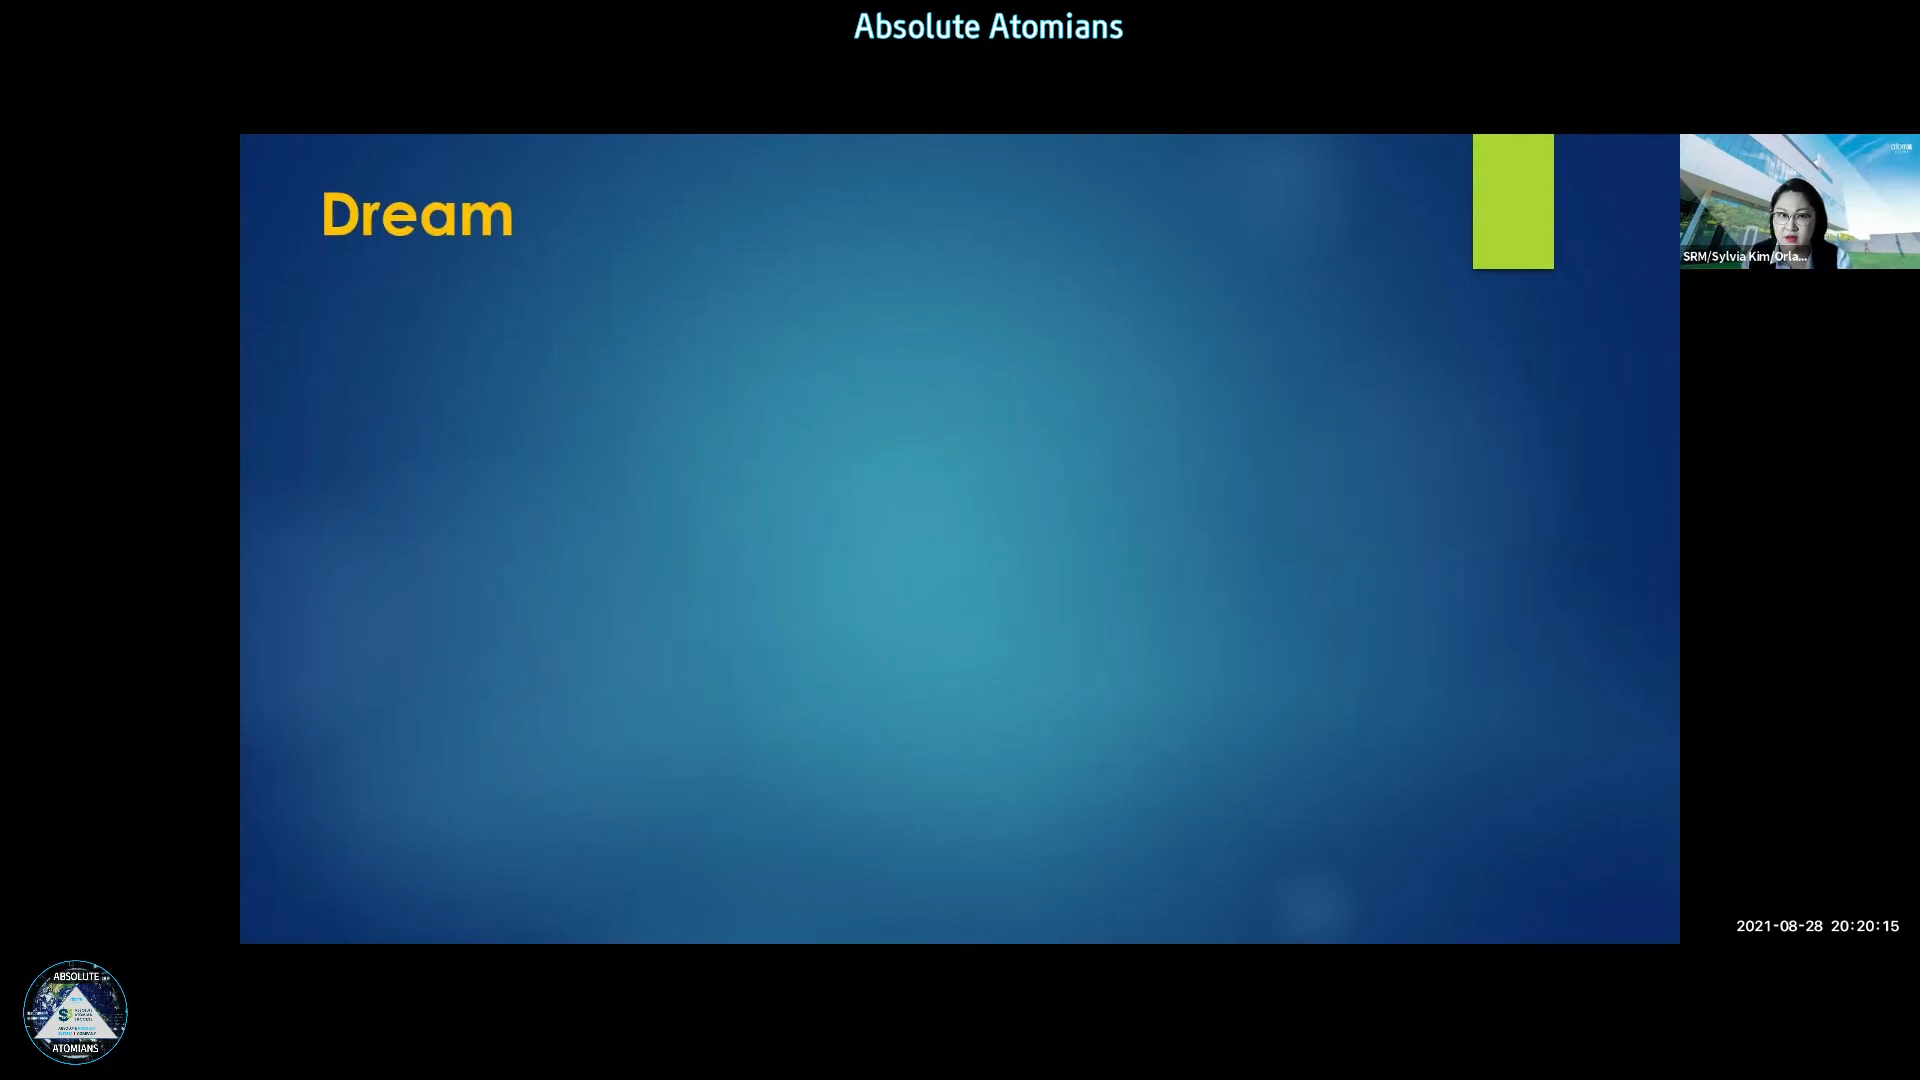 Absolute Atomians
Dream
SRM/Sylvia Kim/Orla...
2021-08-28 20:20:15
ABSOLUTE
ATOMIANS